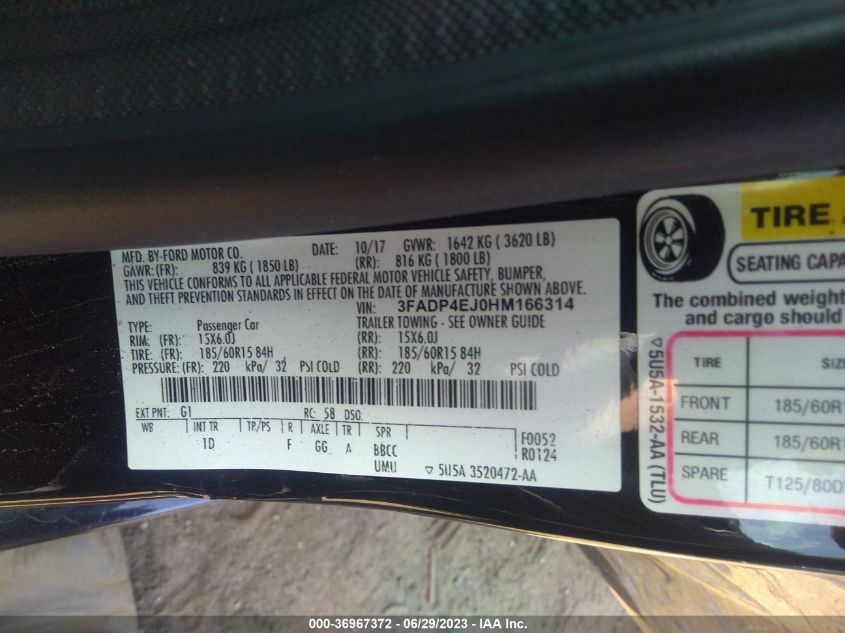 MFD. BY FORD MOTOR CO. DATE: 10/17 GVWR: 1642 KG ( 3620 LB)
GAWR: (FR): 839 KG ( 1850 LB) (RR): 816 KG ( 1800 LB)
THIS VEHICLE CONFORMS TO ALL APPLICABLE FEDERAL MOTOR VEHICLE SAFETY, BUMPER,
AND THEFT PREVENTION STANDARDS IN EFFECT ON THE DATE OF MANUFACTURE SHOWN ABOVE.
VIN: 3FADP4EJ0HM166314
TYPE: Passenger Car TRAILER TOWING - SEE OWNER GUIDE
RIM: (FR): 15X6.0J (RR): 15X6.0J
TIRE: (FR): 185/60R15 84H (RR): 185/60R15 84H
PRESSURE: (FR): 220 kPa/ 32 PSI COLD (RR): 220 kPa/ 32 PSI COLD
EXT PNT: G1 RC: 58 DSO:
WB INT TR TP/PS R AXLE TR SPR F0052
1D F GG A BBCC R0124
UMU ▽ 5U5A 3520472-AA
TIRE
SEATING
The combined weight
and cargo should
▽5U5A-1532-AA (TLU)
TIRE
FRONT 185/60R
REAR 185/60R
SPARE T125/80D
000-36967372 - 06/29/2023 - IAA Inc.